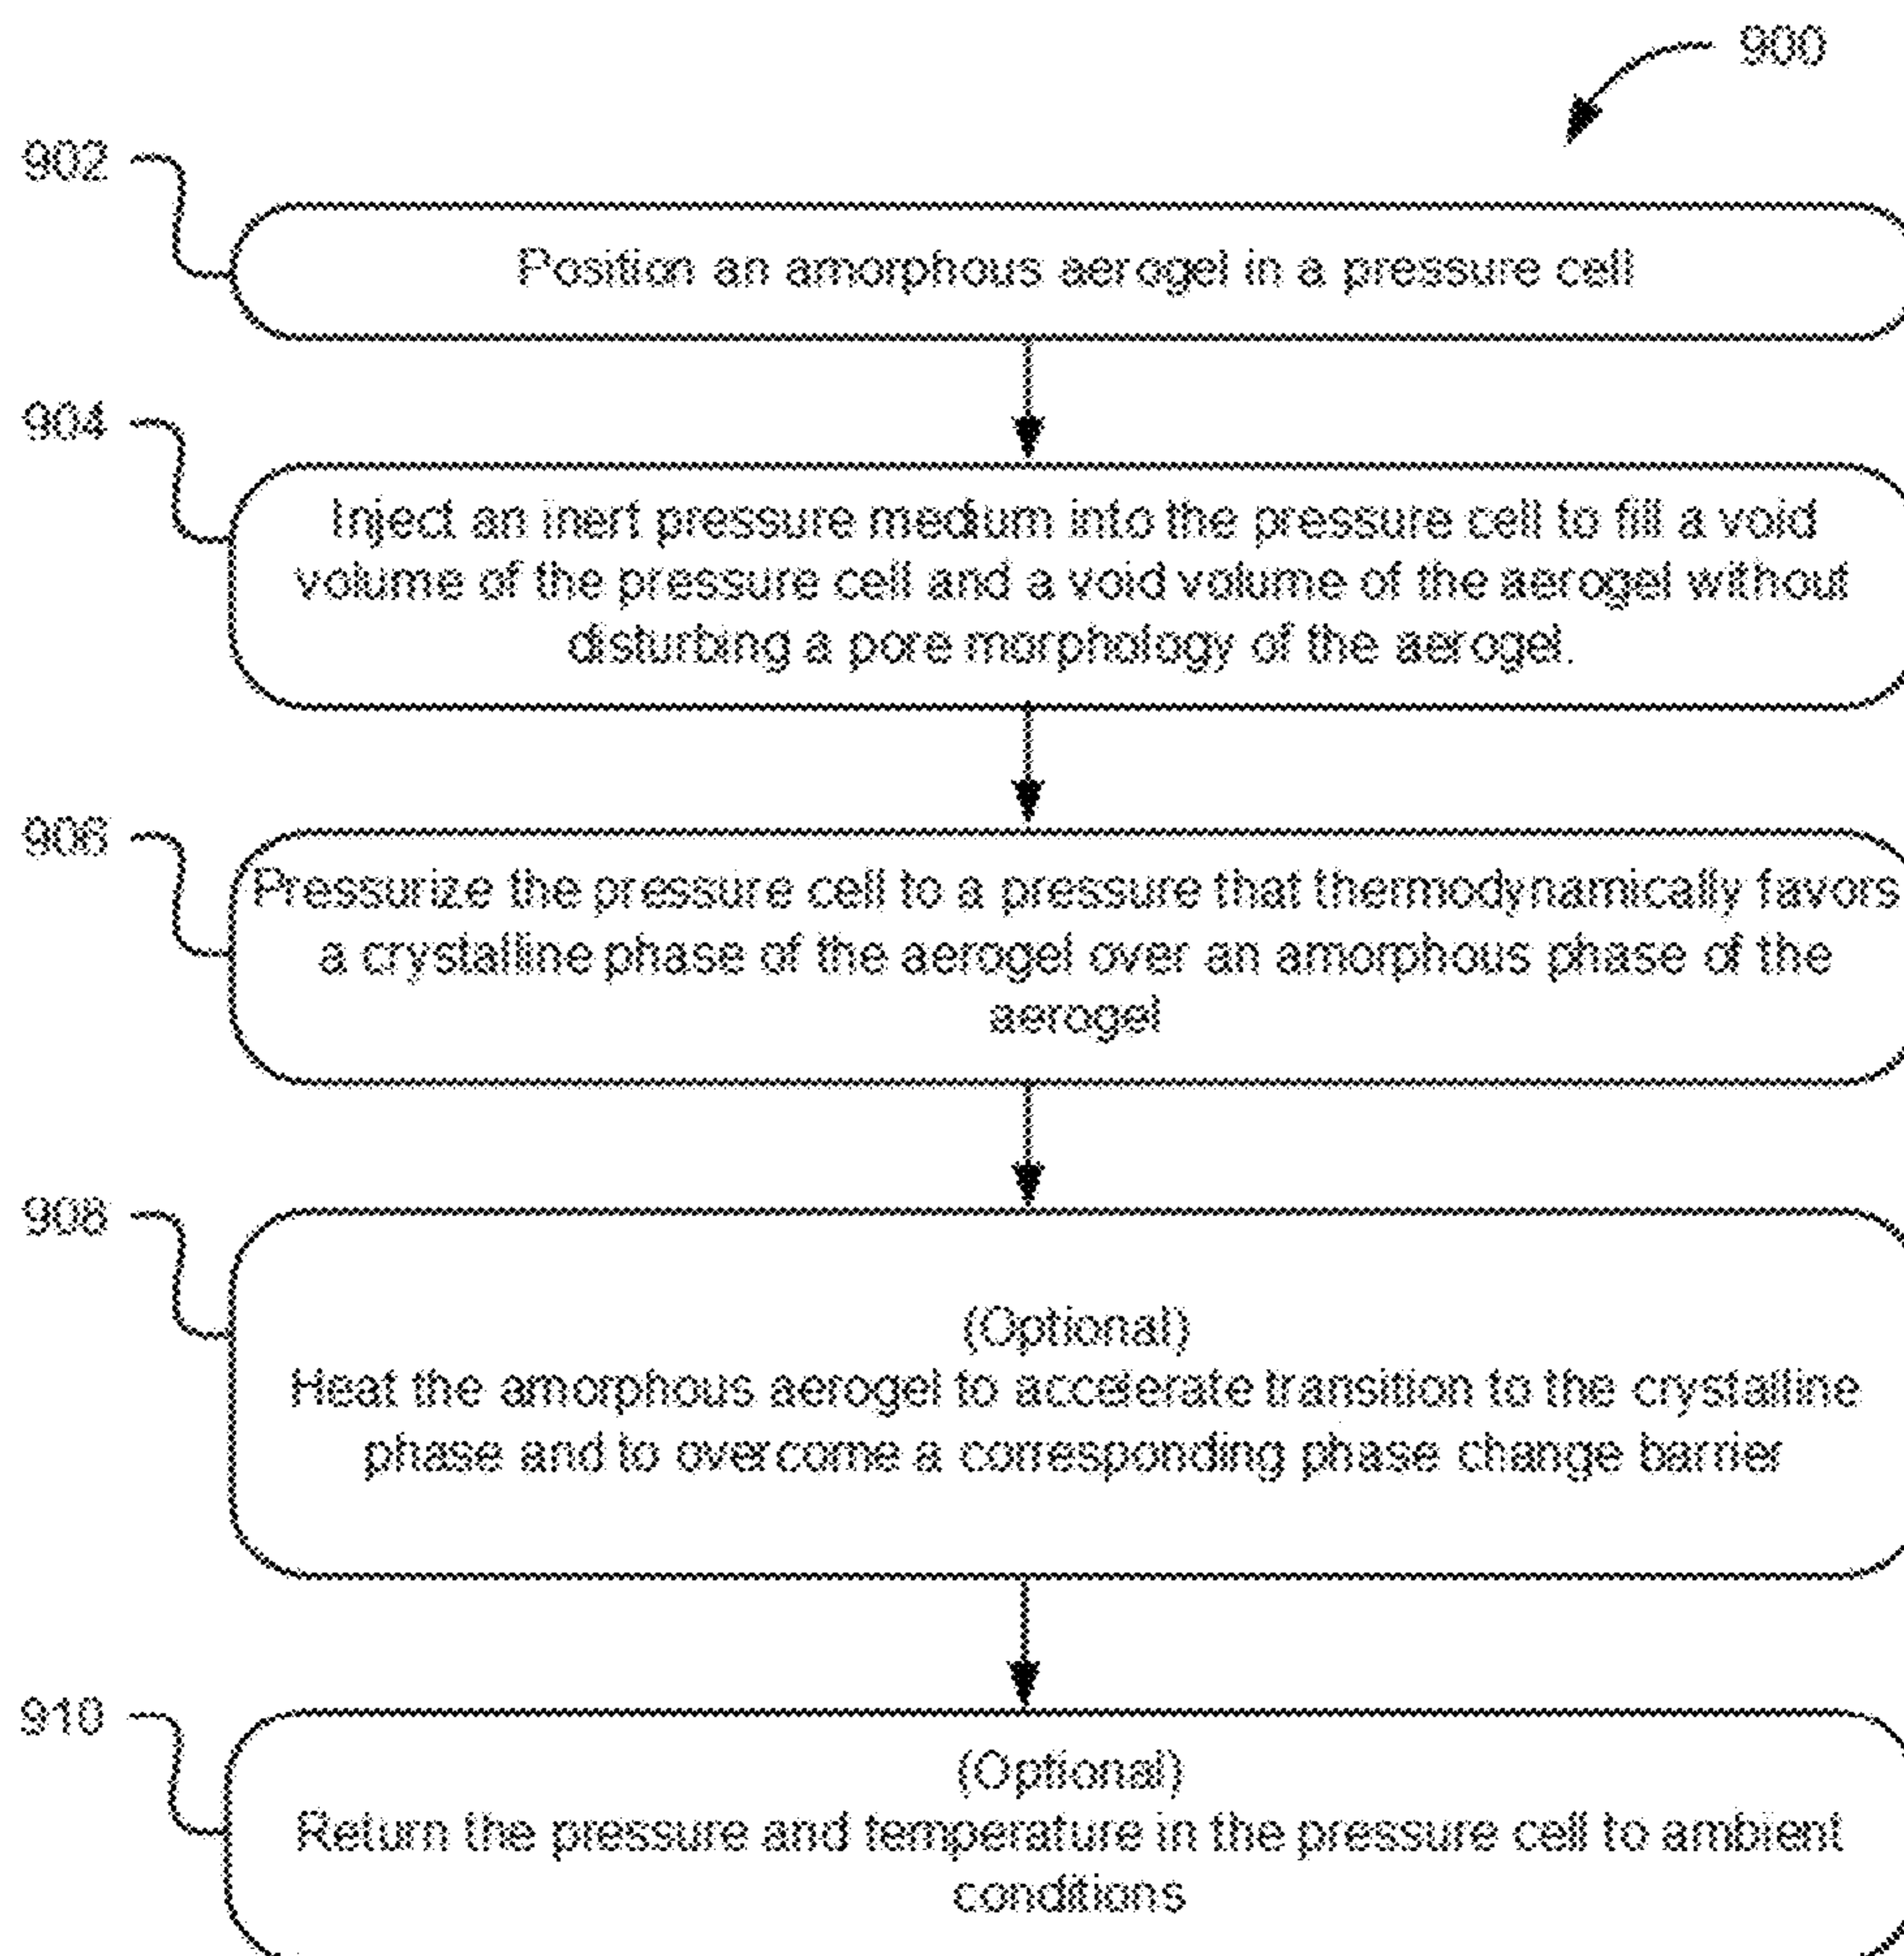 900
902
Position an amorphous aerogel in a pressure cell
904
Inject an inert pressure medium into the pressure cell to fill a void
volume of the pressure cell and a void volume of the aerogel without
disturbing a pore morphology of the aerogel.
906
Pressurize the pressure cell to a pressure that thermodynamically favors
a crystalline phase of the aerogel over an amorphous phase of the
aerogel
908
(Optional)
Heat the amorphous aerogel to accelerate transition to the crystalline
phase and to overcome a corresponding phase change barrier
910
(Optional)
Return the pressure and temperature in the pressure cell to ambient
conditions